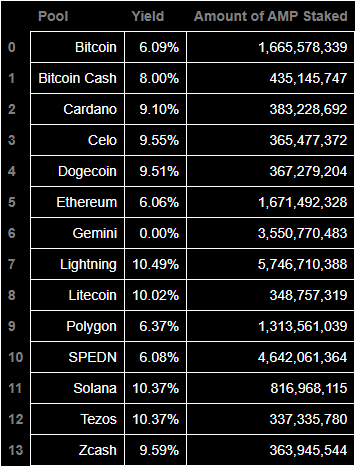 Pool Yield Amount of AMP Staked
0 Bitcoin 6.09% 1,665,578,339
1 Bitcoin Cash 8.00% 435,145,747
2 Cardano 9.10% 383,228,692
3 Celo 9.55% 365,477,372
4 Dogecoin 9.51% 367,279,204
5 Ethereum 6.06% 1,671,492,328
6 Gemini 0.00% 3,550,770,483
7 Lightning 10.49% 5,746,710,388
8 Litecoin 10.02% 348,757,319
9 Polygon 6.37% 1,313,561,039
10 SPEDN 6.08% 4,642,061,364
11 Solana 10.37% 816,968,115
12 Tezos 10.37% 337,335,780
13 Zcash 9.59% 363,945,544